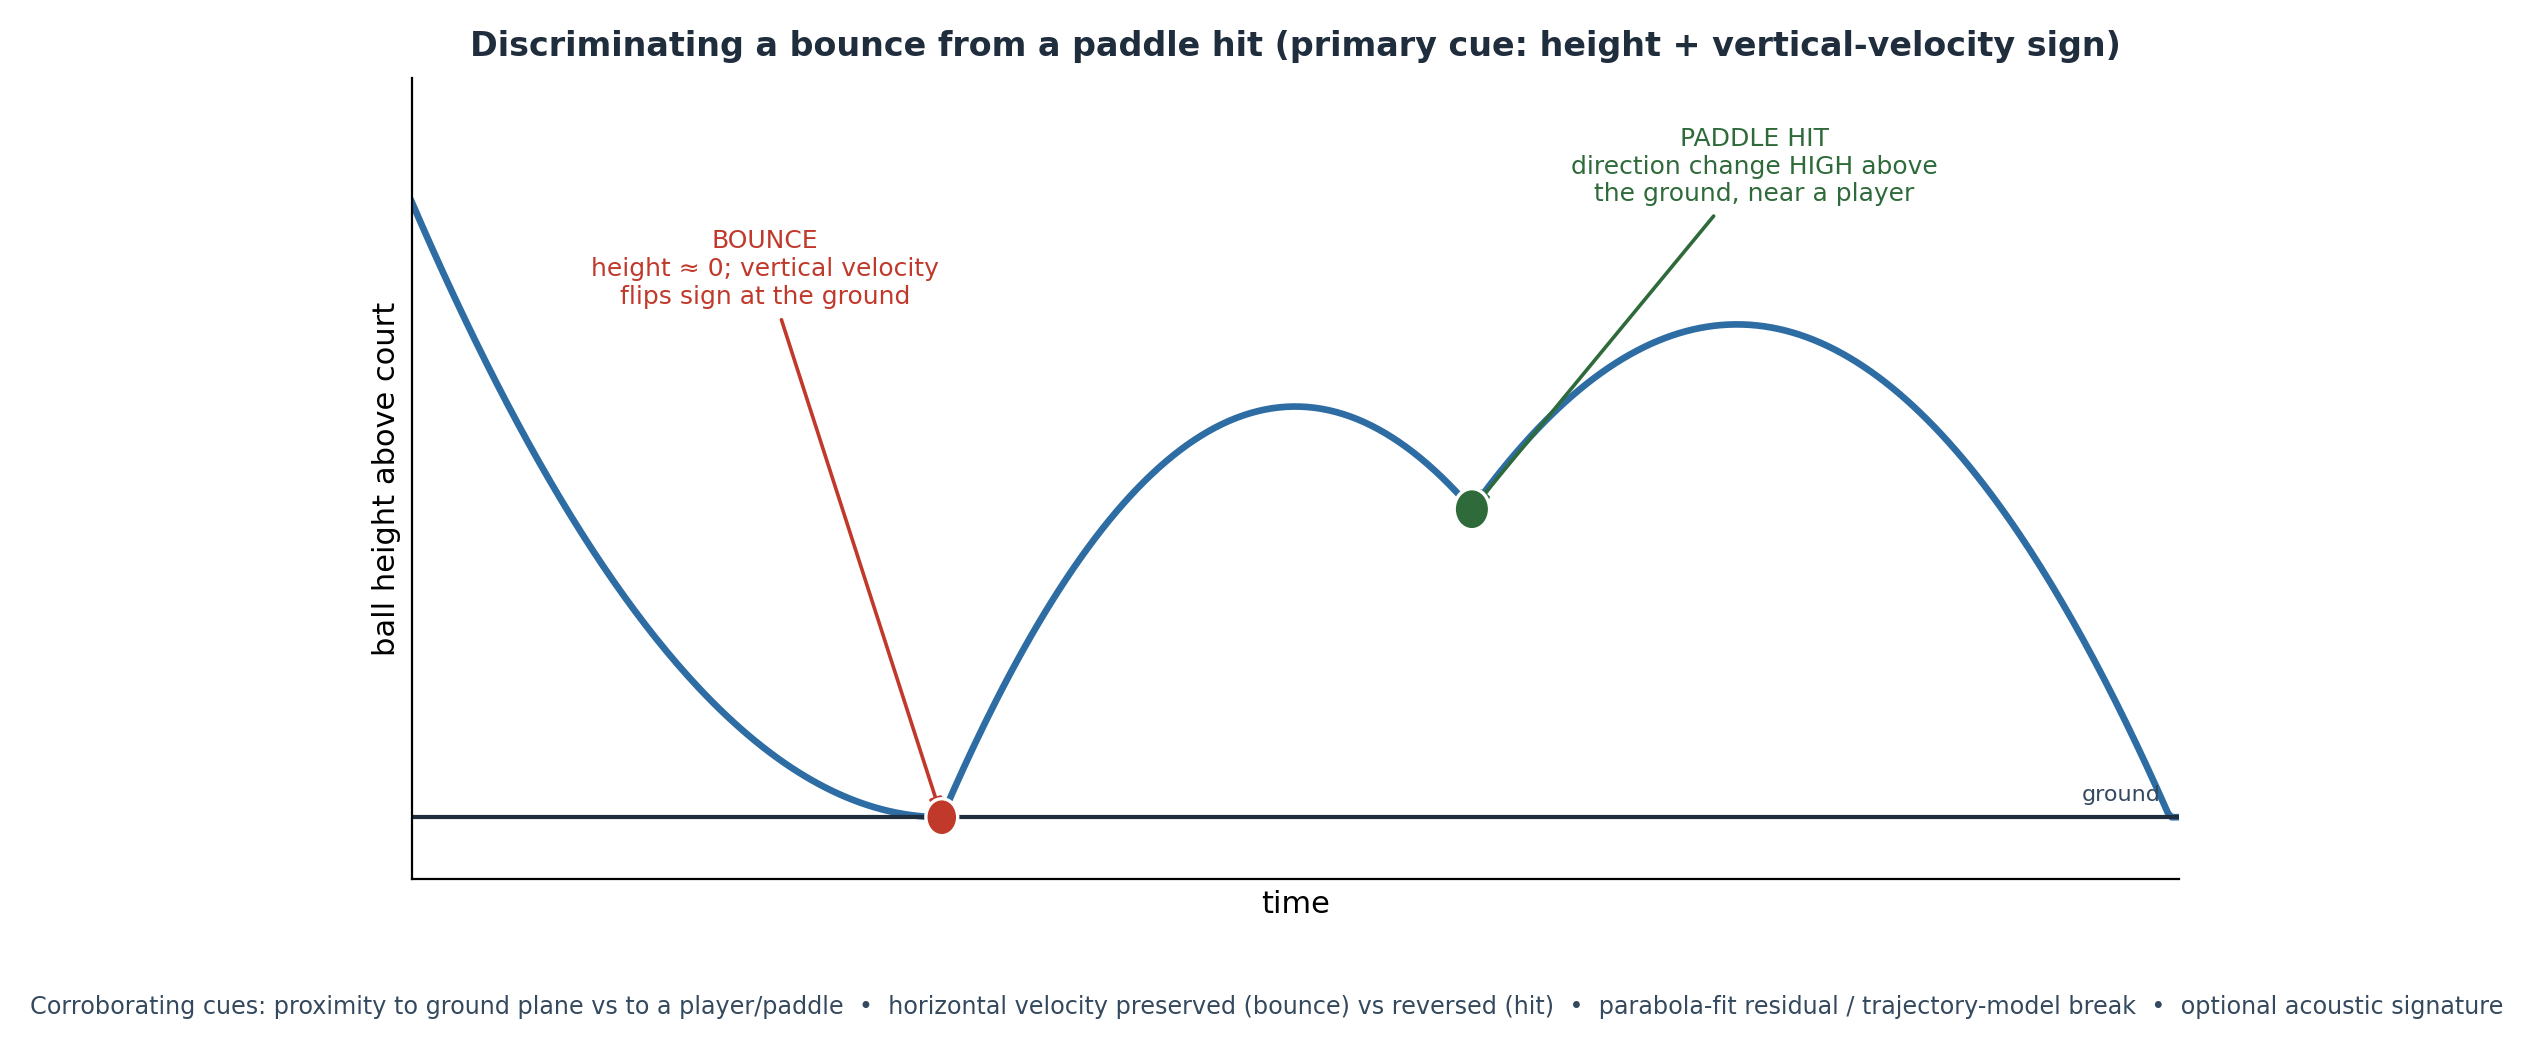 Discriminating a bounce from a paddle hit (primary cue: height + vertical-velocity sign)
PADDLE HIT
direction change HIGH above
the ground, near a player
BOUNCE
height ≈ 0; vertical velocity
flips sign at the ground
ball height above court
ground
time
Corroborating cues: proximity to ground plane vs to a player/paddle • horizontal velocity preserved (bounce) vs reversed (hit) • parabola-fit residual / trajectory-model break • optional acoustic signature